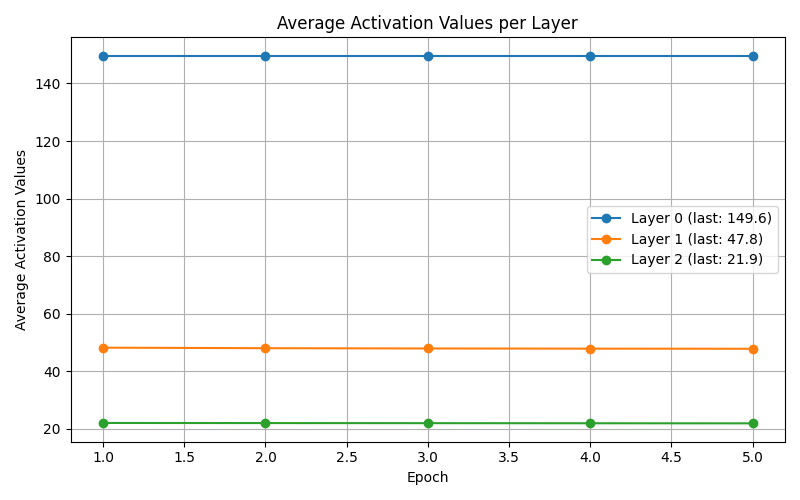 Average Activation Values per Layer
Average Activation Values
140
120
100
80
60
40
20
Layer 0 (last: 149.6)
Layer 1 (last: 47.8)
Layer 2 (last: 21.9)
1.0 1.5 2.0 2.5 3.0 3.5 4.0 4.5 5.0
Epoch